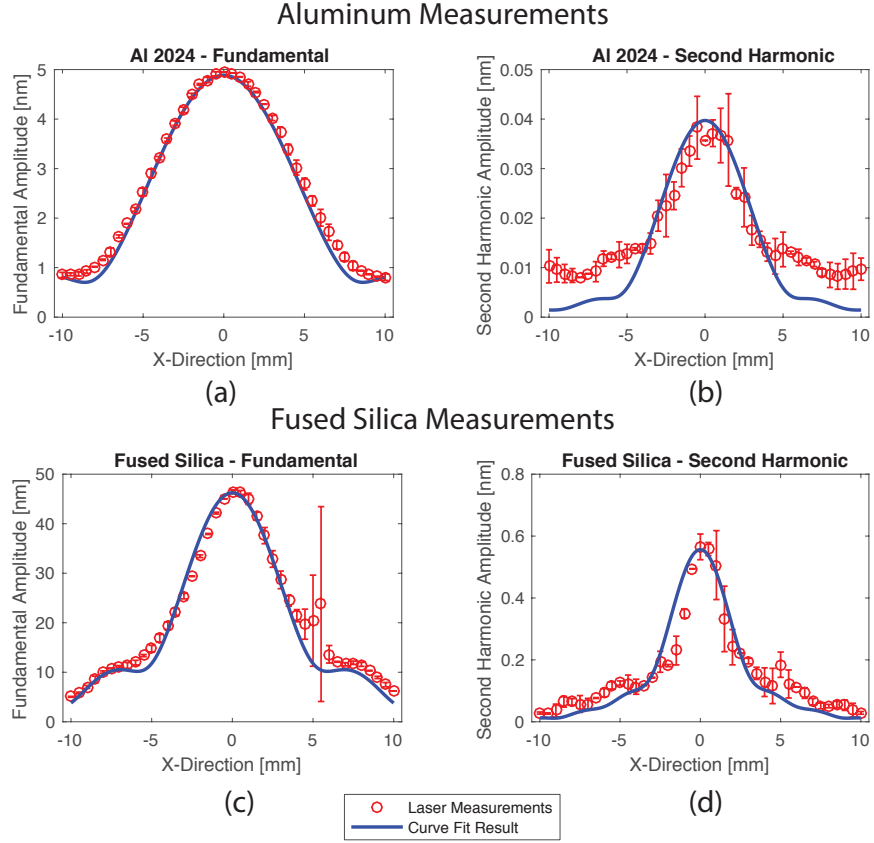 Aluminum Measurements
Al 2024 - Fundamental
Fundamental Amplitude [nm]
5
4
3
2
1
0
-10 -5 0 5 10
X-Direction [mm]
(a)
Al 2024 - Second Harmonic
Second Harmonic Amplitude [nm]
0.05
0.04
0.03
0.02
0.01
0
-10 -5 0 5 10
X-Direction [mm]
(b)
Fused Silica Measurements
Fused Silica - Fundamental
Fundamental Amplitude [nm]
50
40
30
20
10
0
-10 -5 0 5 10
X-Direction [mm]
(c)
Fused Silica - Second Harmonic
Second Harmonic Amplitude [nm]
0.8
0.6
0.4
0.2
0
-10 -5 0 5 10
X-Direction [mm]
(d)
Laser Measurements
Curve Fit Result